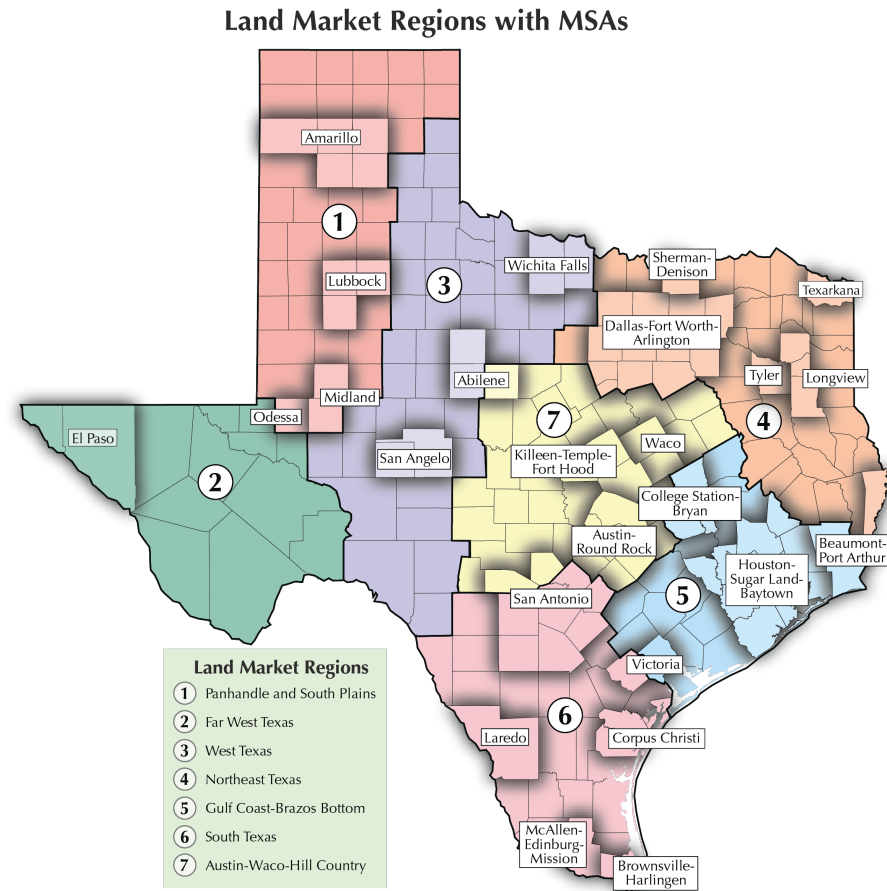 Land Market Regions with MSAs
Amarillo
1
Lubbock
3
Wichita Falls
Sherman-
Denison
Texarkana
Dallas-Fort Worth-
Arlington
Tyler
Longview
Abilene
Midland
Odessa
El Paso
2
San Angelo
7
Waco
4
Killeen-Temple-
Fort Hood
College Station-
Bryan
Austin-
Round Rock
Beaumont-
Port Arthur
Houston-
Sugar Land-
Baytown
5
San Antonio
Victoria
6
Laredo
Corpus Christi
McAllen-
Edinburg-
Mission
Brownsville-
Harlingen
Land Market Regions
1 Panhandle and South Plains
2 Far West Texas
3 West Texas
4 Northeast Texas
5 Gulf Coast-Brazos Bottom
6 South Texas
7 Austin-Waco-Hill Country